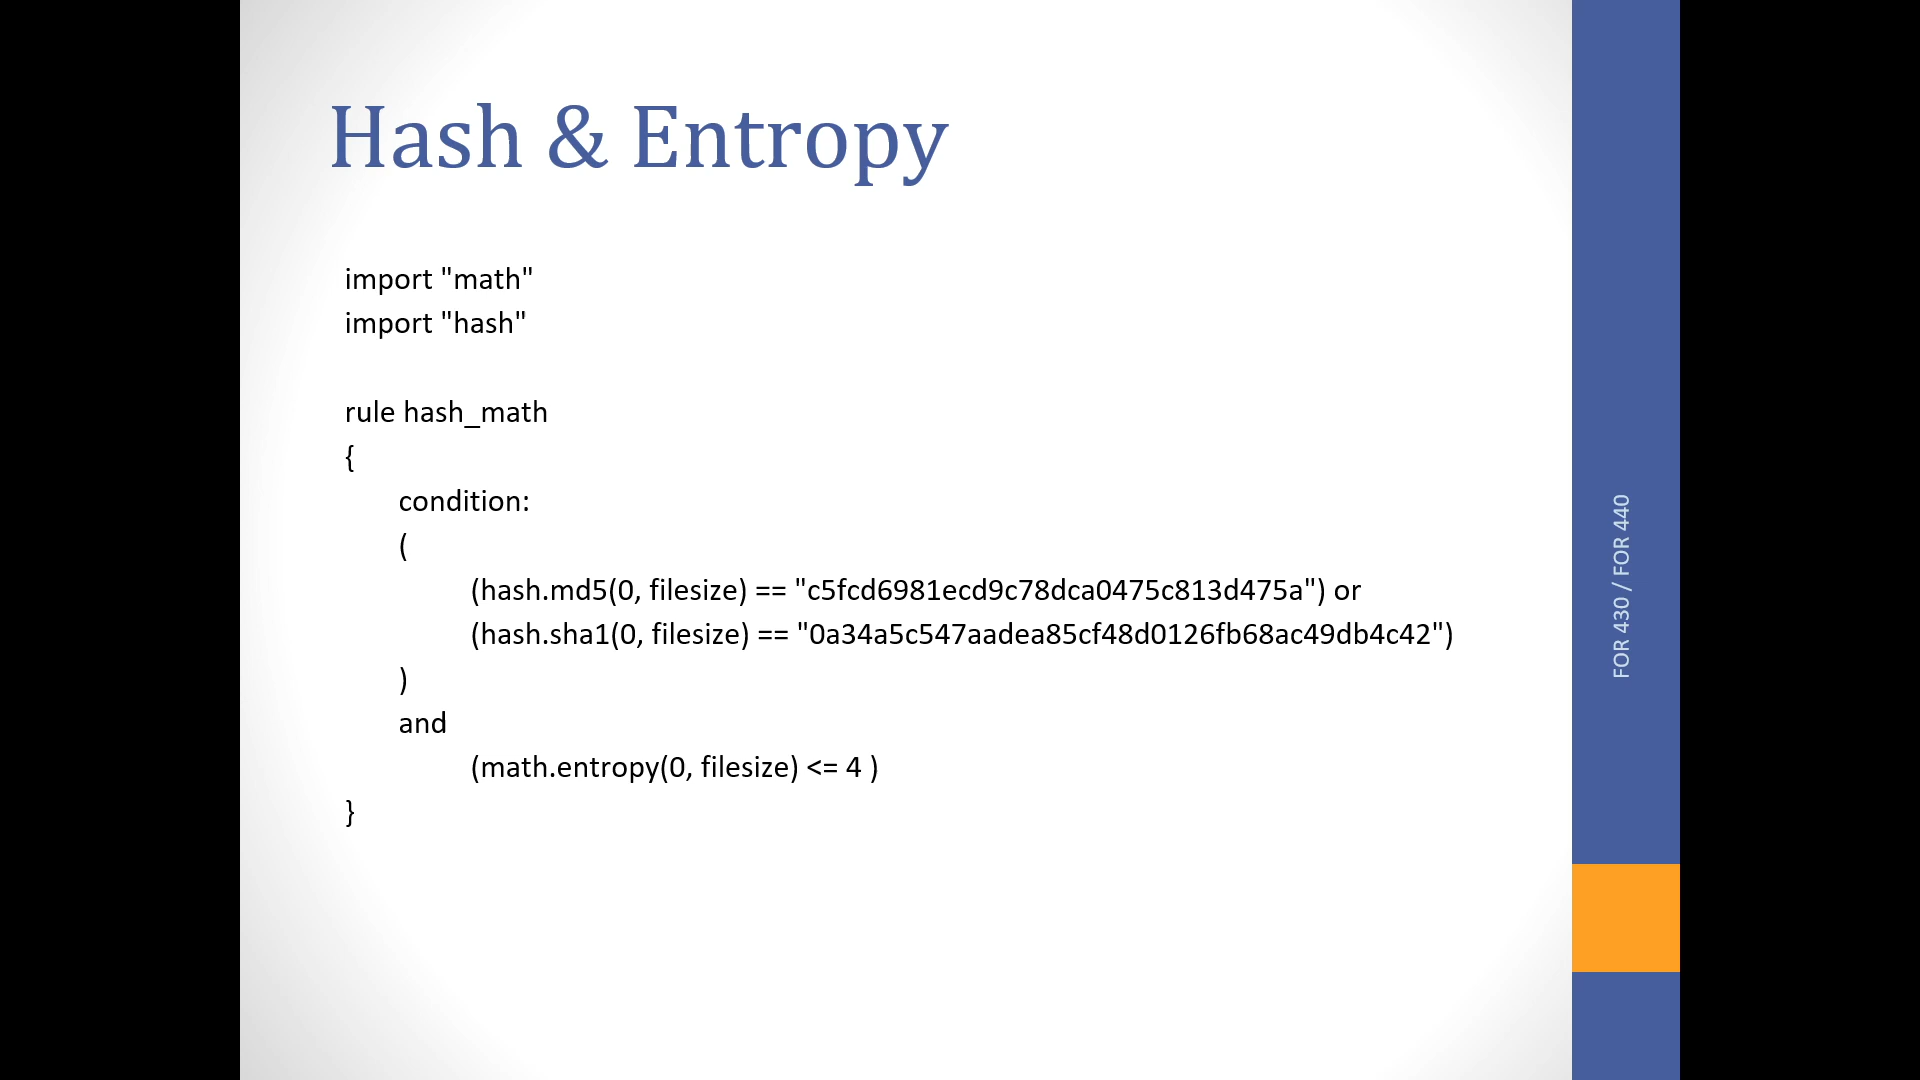 Hash & Entropy
import "math"
import "hash"
rule hash_math
{
condition:
(
(hash.md5(0, filesize) == "c5fcd6981ecd9c78dca0475c813d475a") or
(hash.sha1(0, filesize) == "0a34a5c547aadea85cf48d0126fb68ac49db4c42")
)
and
(math.entropy(0, filesize) <= 4 )
}
FOR 430 / FOR 440